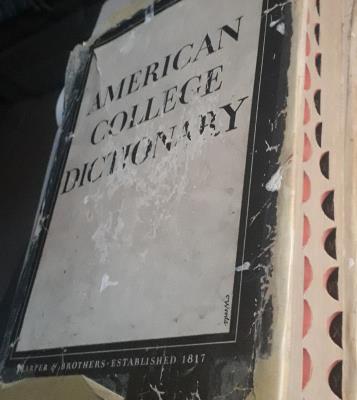 AMERICAN
COLLEGE
DICTIONARY
HARPER & BROTHERS · ESTABLISHED 1817